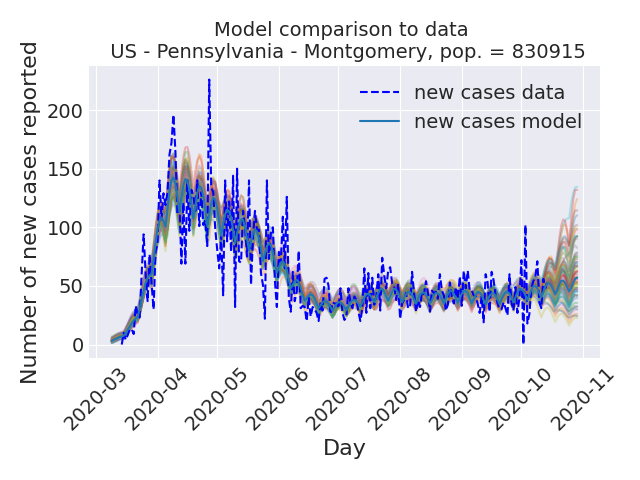 Model comparison to data
US - Pennsylvania - Montgomery, pop. = 830915
Number of new cases reported
200
150
100
50
0
new cases data
new cases model
2020-03
2020-04
2020-05
2020-06
2020-07
2020-08
2020-09
2020-10
2020-11
Day